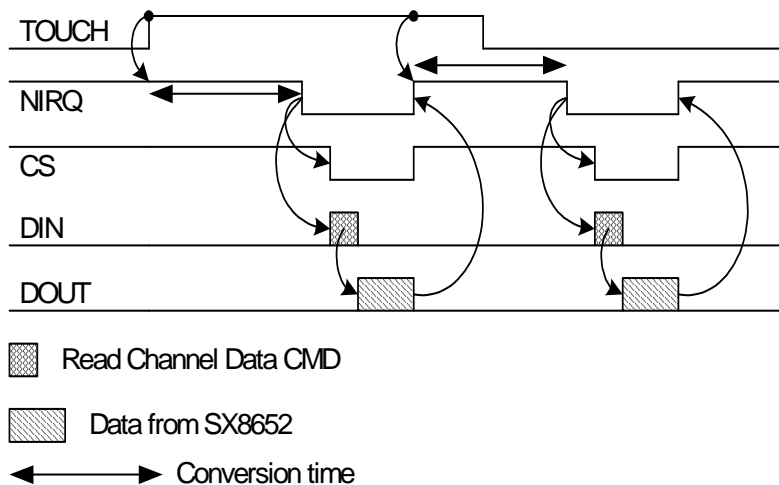 TOUCH
NIRQ
CS
DIN
DOUT
Read Channel Data CMD
Data from SX8652
Conversion time